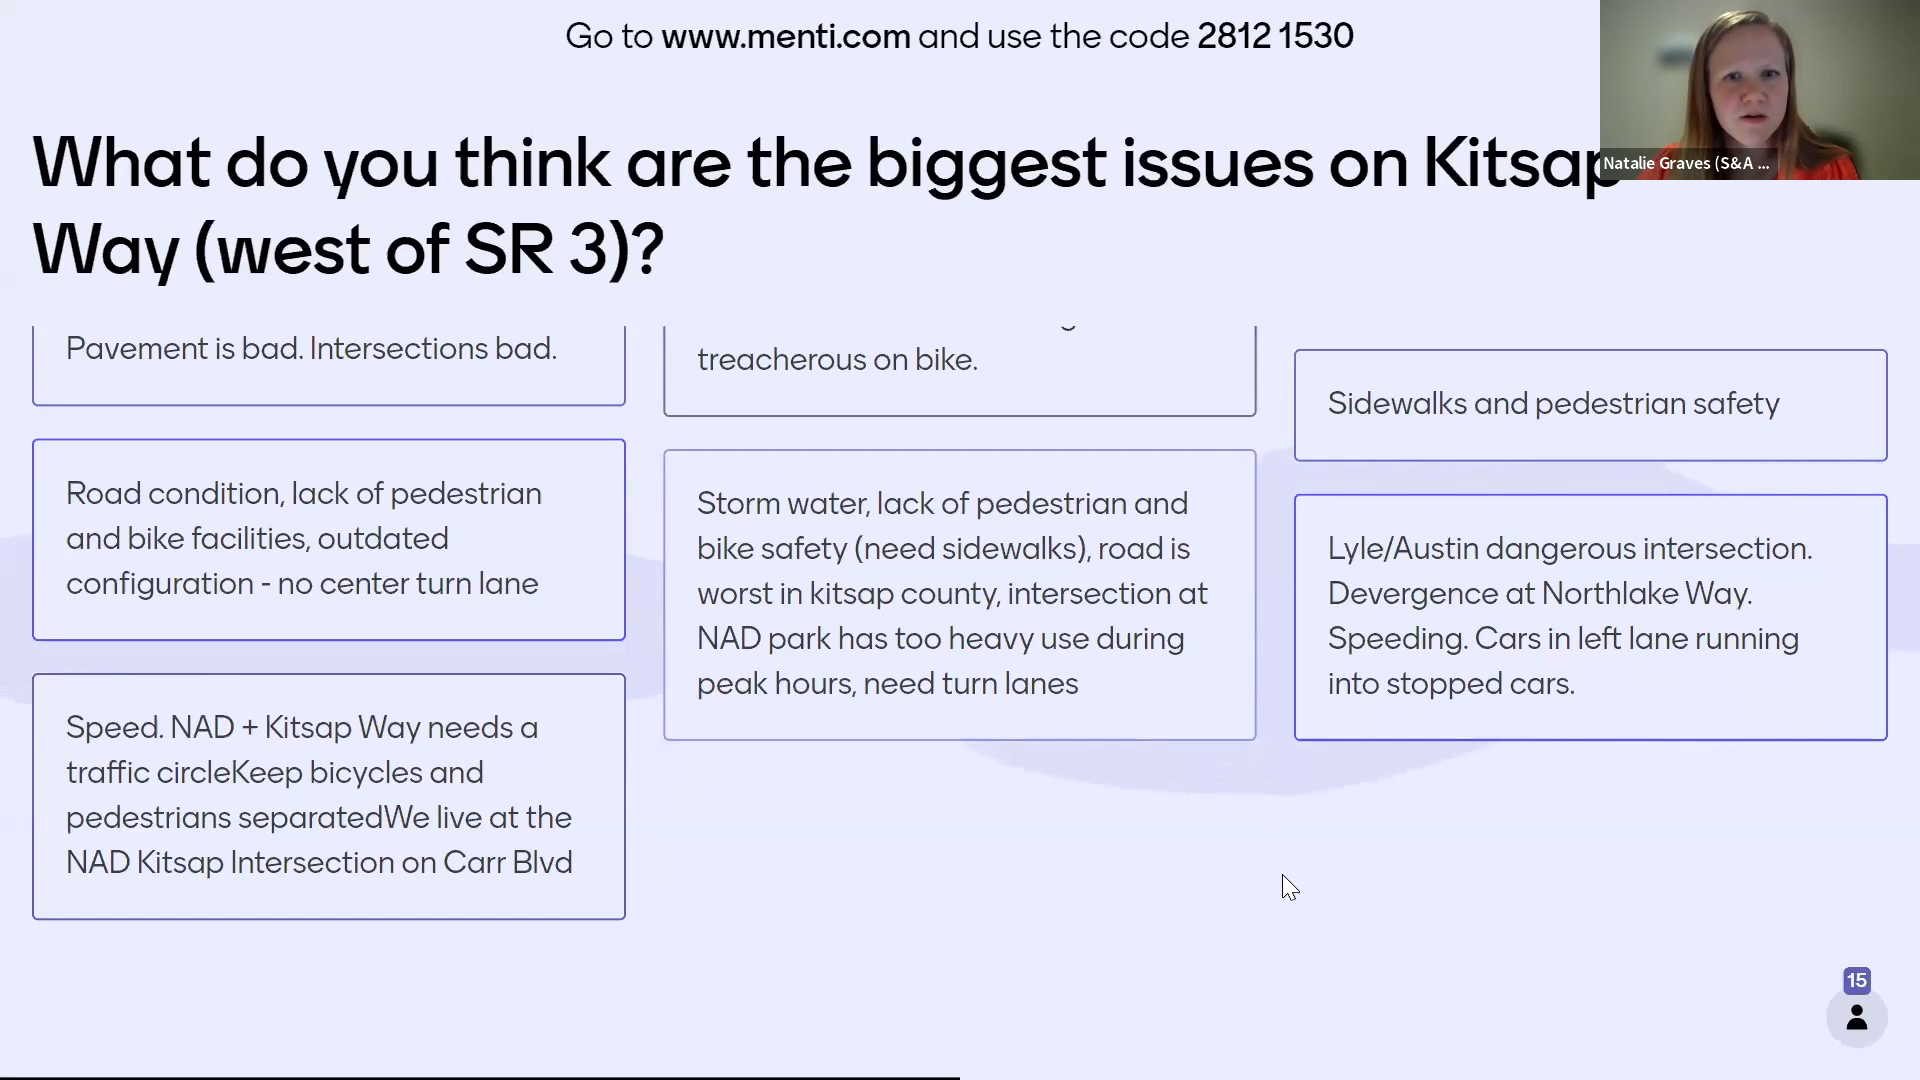 Go to www.menti.com and use the code 2812 1530
What do you think are the biggest issues on Kitsap
Way (west of SR 3)?
Natalie Graves (S&A ...
Pavement is bad. Intersections bad.
Road condition, lack of pedestrian
and bike facilities, outdated
configuration - no center turn lane
Speed. NAD + Kitsap Way needs a
traffic circleKeep bicycles and
pedestrians separatedWe live at the
NAD Kitsap Intersection on Carr Blvd
treacherous on bike.
Storm water, lack of pedestrian and
bike safety (need sidewalks), road is
worst in kitsap county, intersection at
NAD park has too heavy use during
peak hours, need turn lanes
Sidewalks and pedestrian safety
Lyle/Austin dangerous intersection.
Devergence at Northlake Way.
Speeding. Cars in left lane running
into stopped cars.
15